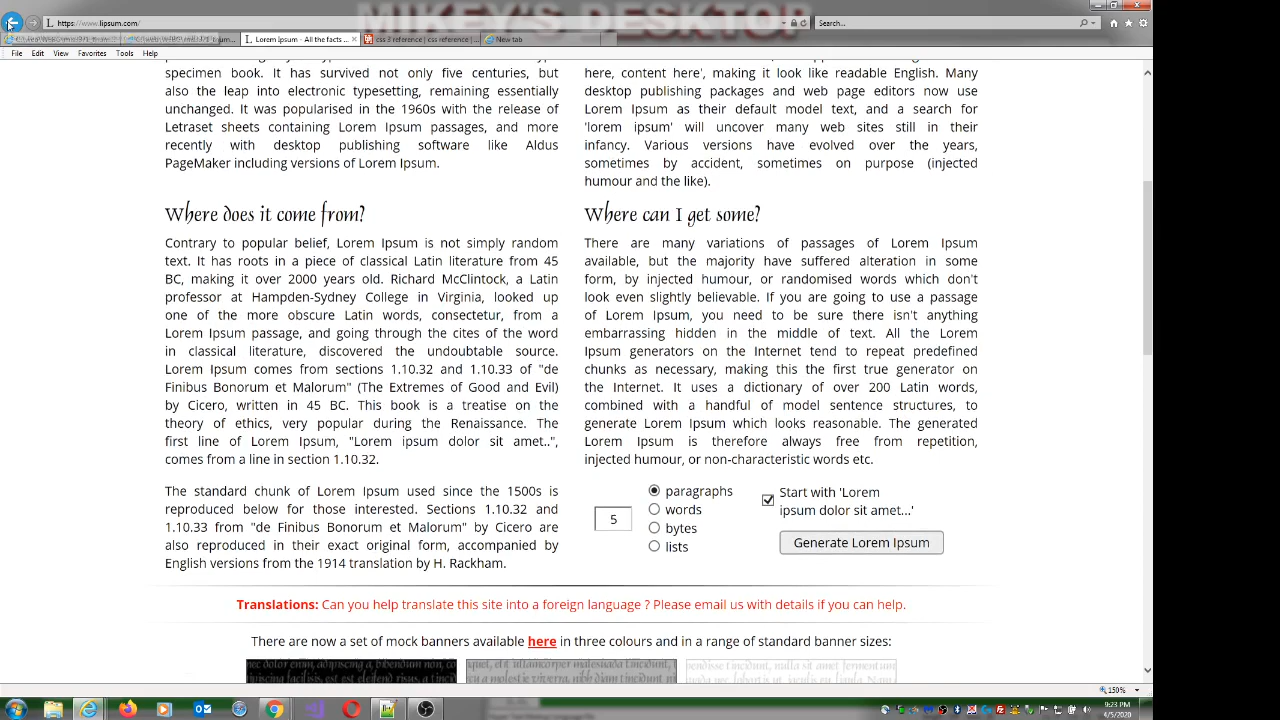 MIKEY'S DESKTOP
https://www.lipsum.com/
Search...
Lorem Ipsum - All the facts ...
css 3 reference | css reference | ...
New tab
File Edit View Favorites Tools Help
specimen book. It has survived not only five centuries, but
also the leap into electronic typesetting, remaining essentially
unchanged. It was popularised in the 1960s with the release of
Letraset sheets containing Lorem Ipsum passages, and more
recently with desktop publishing software like Aldus
PageMaker including versions of Lorem Ipsum.
here, content here', making it look like readable English. Many
desktop publishing packages and web page editors now use
Lorem Ipsum as their default model text, and a search for
'lorem ipsum' will uncover many web sites still in their
infancy. Various versions have evolved over the years,
sometimes by accident, sometimes on purpose (injected
humour and the like).
Where does it come from?
Contrary to popular belief, Lorem Ipsum is not simply random
text. It has roots in a piece of classical Latin literature from 45
BC, making it over 2000 years old. Richard McClintock, a Latin
professor at Hampden-Sydney College in Virginia, looked up
one of the more obscure Latin words, consectetur, from a
Lorem Ipsum passage, and going through the cites of the word
in classical literature, discovered the undoubtable source.
Lorem Ipsum comes from sections 1.10.32 and 1.10.33 of "de
Finibus Bonorum et Malorum" (The Extremes of Good and Evil)
by Cicero, written in 45 BC. This book is a treatise on the
theory of ethics, very popular during the Renaissance. The
first line of Lorem Ipsum, "Lorem ipsum dolor sit amet..",
comes from a line in section 1.10.32.
The standard chunk of Lorem Ipsum used since the 1500s is
reproduced below for those interested. Sections 1.10.32 and
1.10.33 from "de Finibus Bonorum et Malorum" by Cicero are
also reproduced in their exact original form, accompanied by
English versions from the 1914 translation by H. Rackham.
Where can I get some?
There are many variations of passages of Lorem Ipsum
available, but the majority have suffered alteration in some
form, by injected humour, or randomised words which don't
look even slightly believable. If you are going to use a passage
of Lorem Ipsum, you need to be sure there isn't anything
embarrassing hidden in the middle of text. All the Lorem
Ipsum generators on the Internet tend to repeat predefined
chunks as necessary, making this the first true generator on
the Internet. It uses a dictionary of over 200 Latin words,
combined with a handful of model sentence structures, to
generate Lorem Ipsum which looks reasonable. The generated
Lorem Ipsum is therefore always free from repetition,
injected humour, or non-characteristic words etc.
5
paragraphs
words
bytes
lists
Start with 'Lorem
ipsum dolor sit amet...'
Generate Lorem Ipsum
Translations: Can you help translate this site into a foreign language ? Please email us with details if you can help.
There are now a set of mock banners available here in three colours and in a range of standard banner sizes:
150%
9:23 PM
6/5/2020